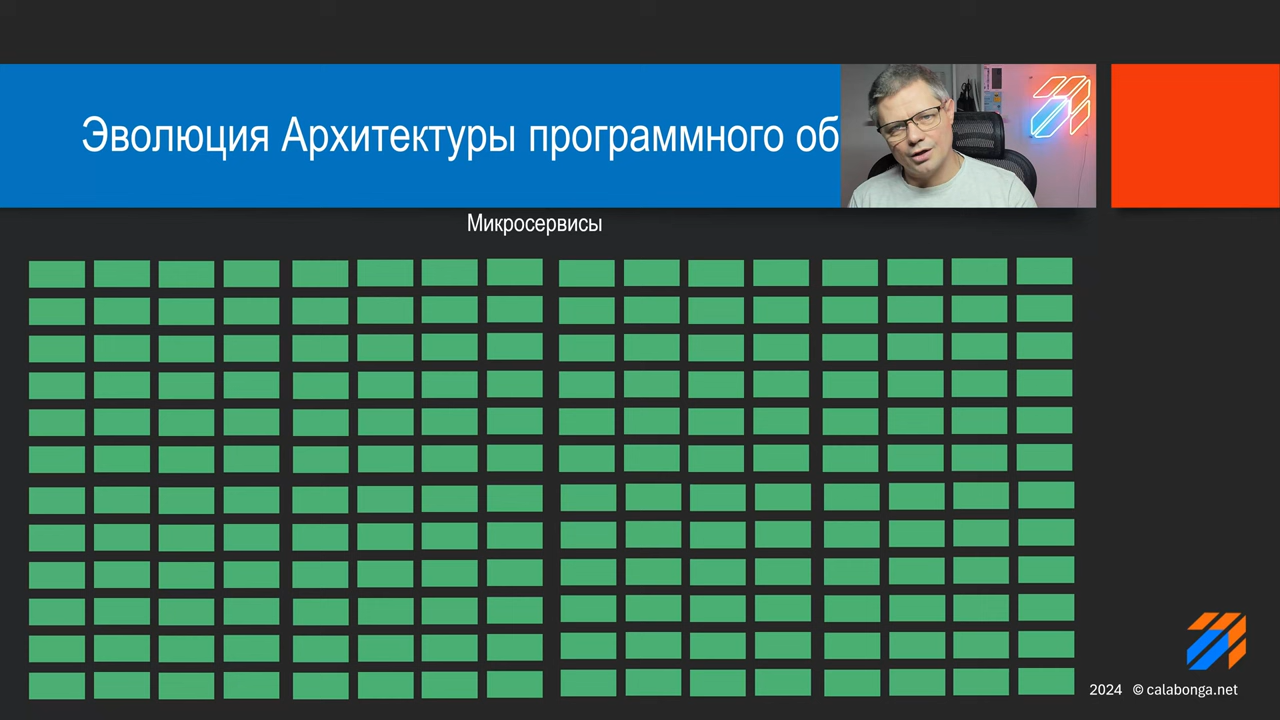 Эволюция Архитектуры программного об
Микросервисы
2024 © calabonga.net